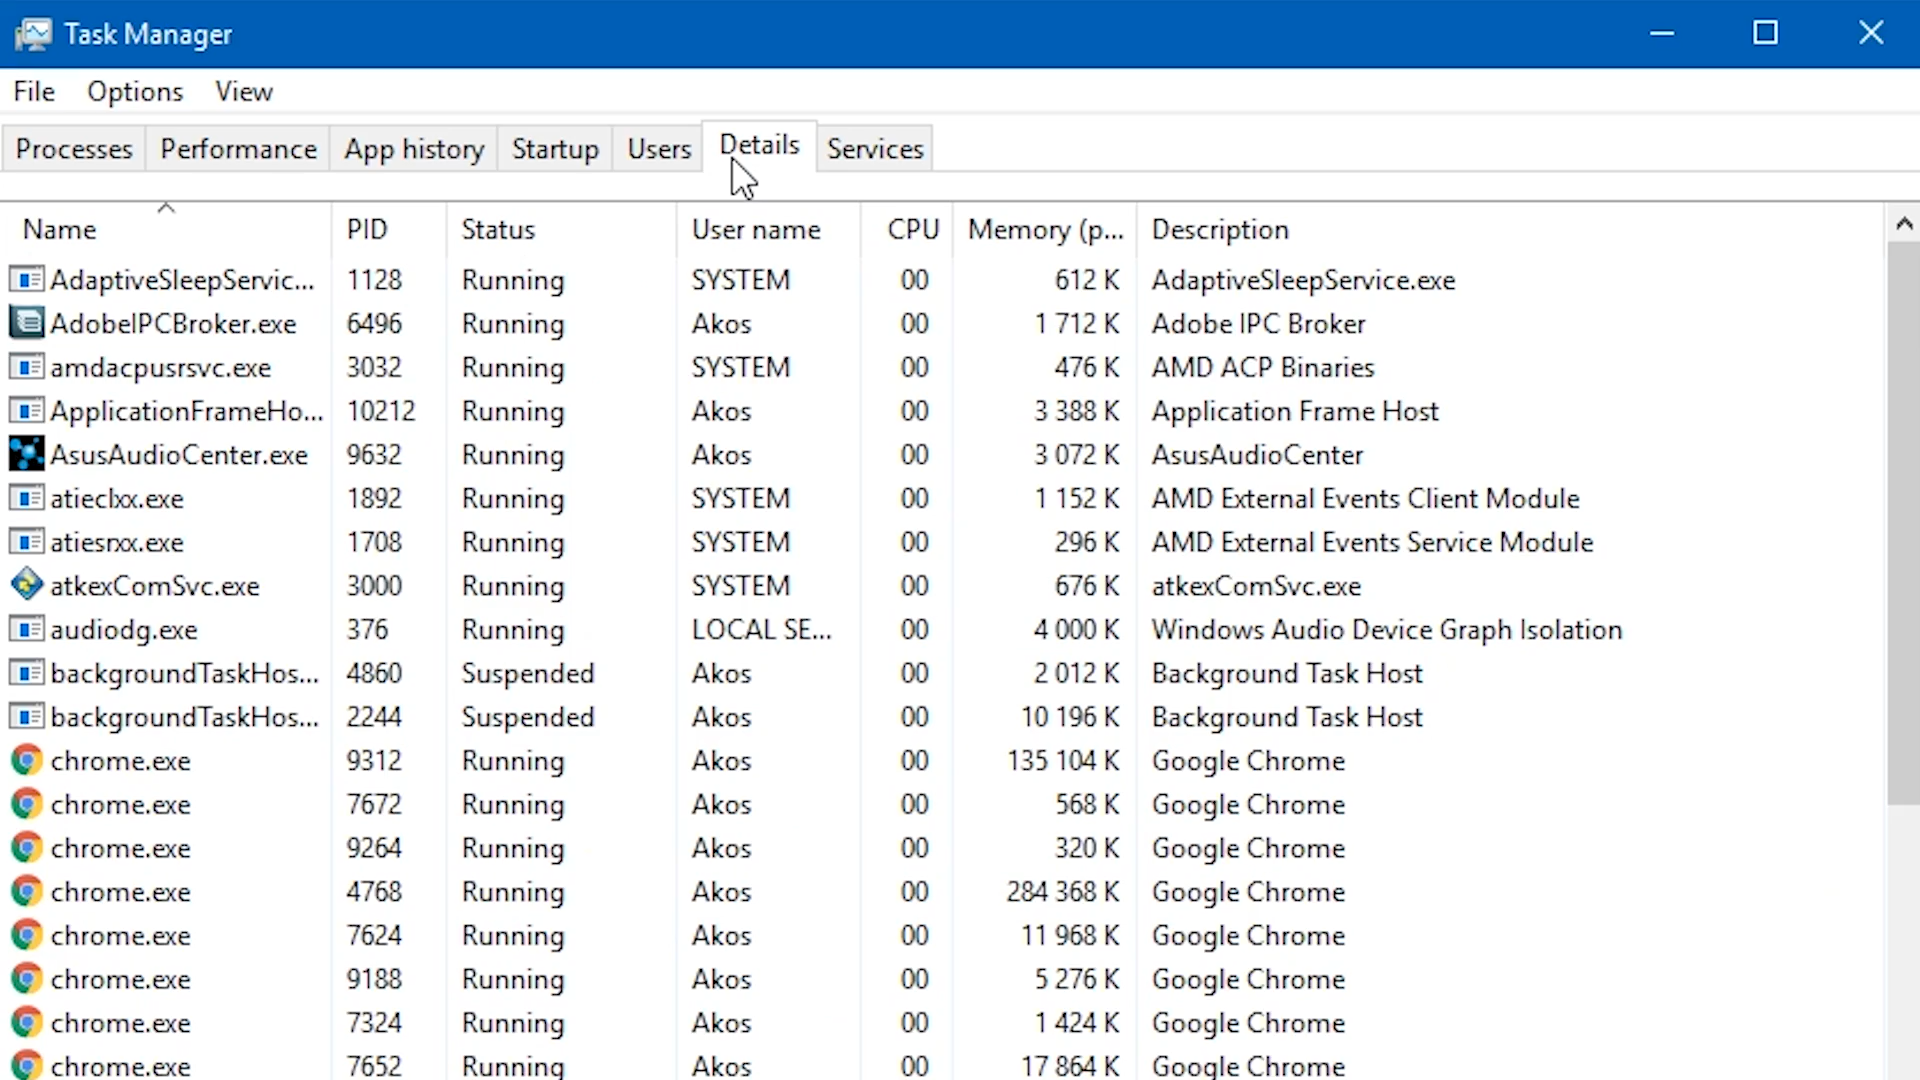 Task Manager
File Options View
Processes Performance App history Startup Users Details Services
Name PID Status User name CPU Memory (p... Description
AdaptiveSleepServic... 1128 Running SYSTEM 00 612 K AdaptiveSleepService.exe
AdobeIPCBroker.exe 6496 Running Akos 00 1 712 K Adobe IPC Broker
amdacpusrsvc.exe 3032 Running SYSTEM 00 476 K AMD ACP Binaries
ApplicationFrameHo... 10212 Running Akos 00 3 388 K Application Frame Host
AsusAudioCenter.exe 9632 Running Akos 00 3 072 K AsusAudioCenter
atieclxx.exe 1892 Running SYSTEM 00 1 152 K AMD External Events Client Module
atiesrxx.exe 1708 Running SYSTEM 00 296 K AMD External Events Service Module
atkexComSvc.exe 3000 Running SYSTEM 00 676 K atkexComSvc.exe
audiodg.exe 376 Running LOCAL SE... 00 4 000 K Windows Audio Device Graph Isolation
backgroundTaskHos... 4860 Suspended Akos 00 2 012 K Background Task Host
backgroundTaskHos... 2244 Suspended Akos 00 10 196 K Background Task Host
chrome.exe 9312 Running Akos 00 135 104 K Google Chrome
chrome.exe 7672 Running Akos 00 568 K Google Chrome
chrome.exe 9264 Running Akos 00 320 K Google Chrome
chrome.exe 4768 Running Akos 00 284 368 K Google Chrome
chrome.exe 7624 Running Akos 00 11 968 K Google Chrome
chrome.exe 9188 Running Akos 00 5 276 K Google Chrome
chrome.exe 7324 Running Akos 00 1 424 K Google Chrome
chrome.exe 7652 Running Akos 00 17 864 K Google Chrome